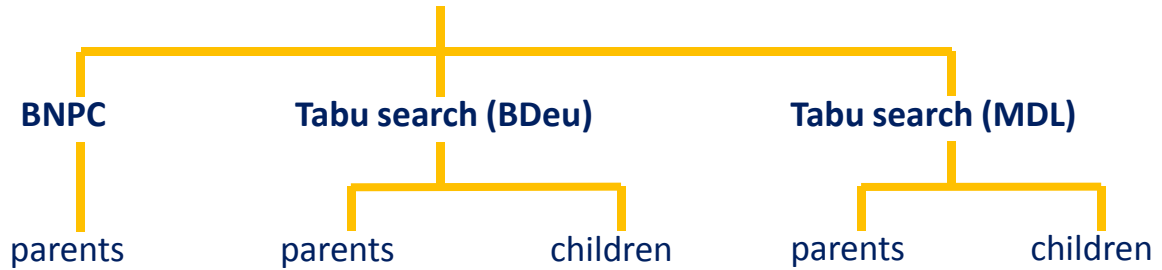 BNPC Tabu search (BDeu) Tabu search (MDL)
parents parents children parents children